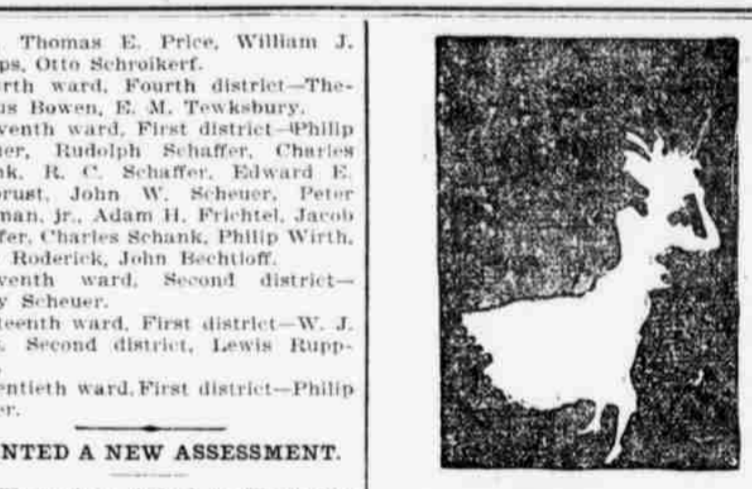 Thomas E. Price, William J.
ps, Otto Schroikerf.
rth ward, Fourth district—The-
us Bowen, E. M. Tewksbury.
venth ward, First district—Philip
er, Rudolph Schaffer, Charles
nk, R. C. Schaffer, Edward E.
brust, John W. Scheuer, Peter
man, jr., Adam H. Frichtel, Jacob
ffer, Charles Schank, Philip Wirth,
Roderick, John Bechtloff.
venth ward, Second district—
y Scheuer.
teenth ward, First district—W. J.
Second district, Lewis Rupp-
entieth ward, First district—Philip
er.
NTED A NEW ASSESSMENT.